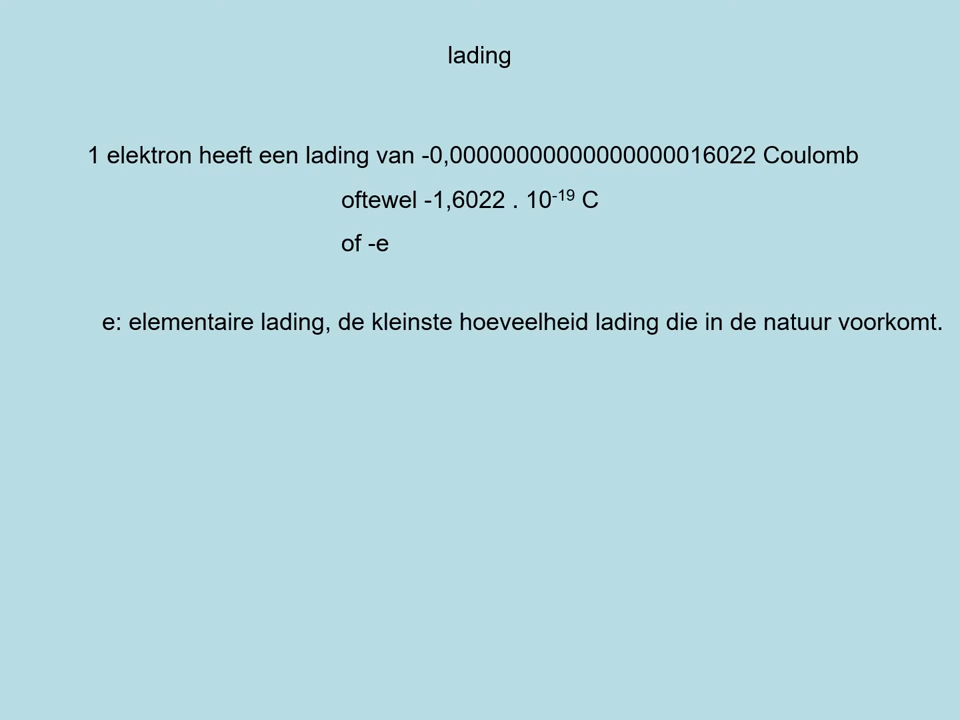 lading
1 elektron heeft een lading van -0,00000000000000000016022 Coulomb
oftewel -1,6022 . 10⁻¹⁹ C
of -e
e: elementaire lading, de kleinste hoeveelheid lading die in de natuur voorkomt.